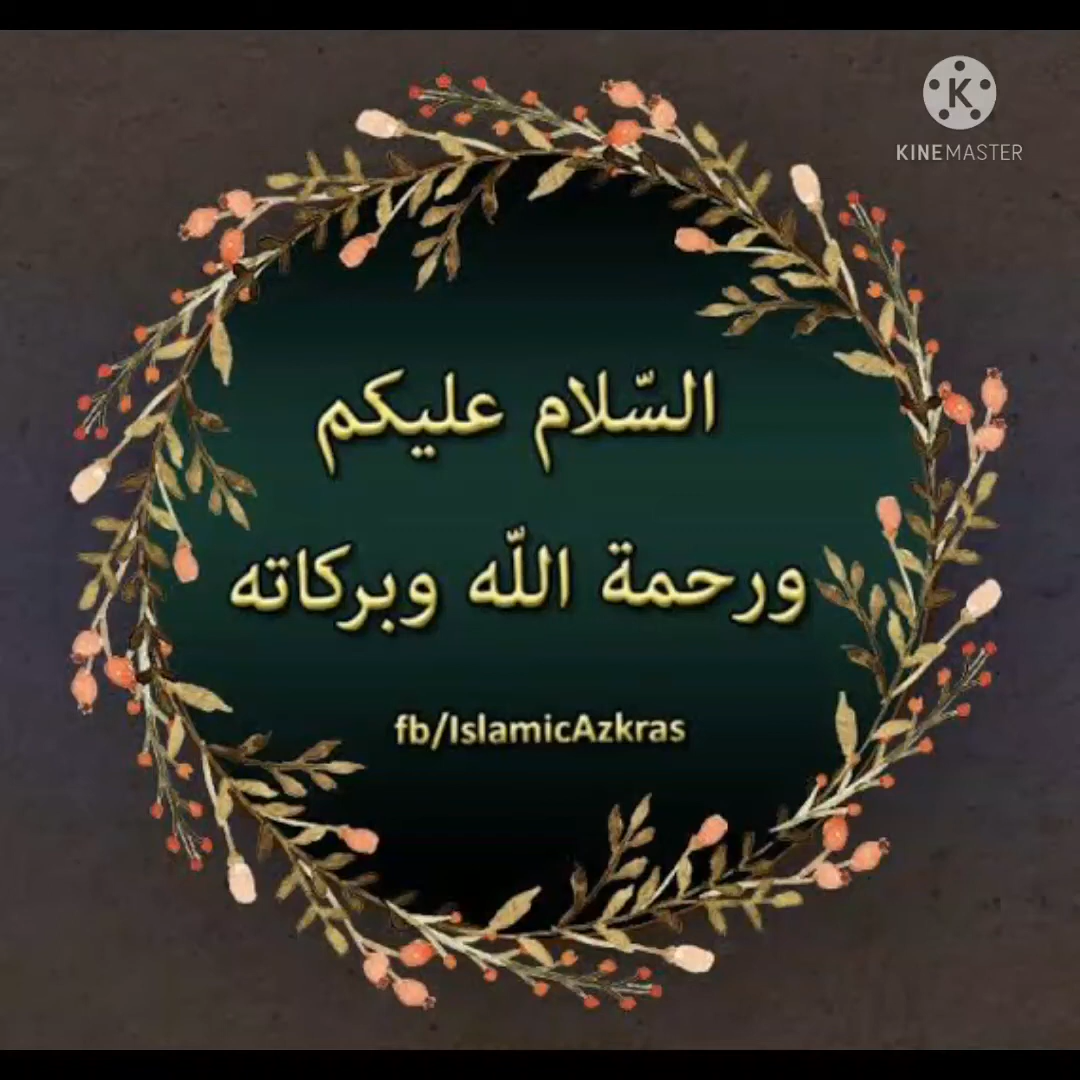 KINEMASTER
السّلام عليكم
ورحمة اللّه وبركاته
fb/IslamicAzkras